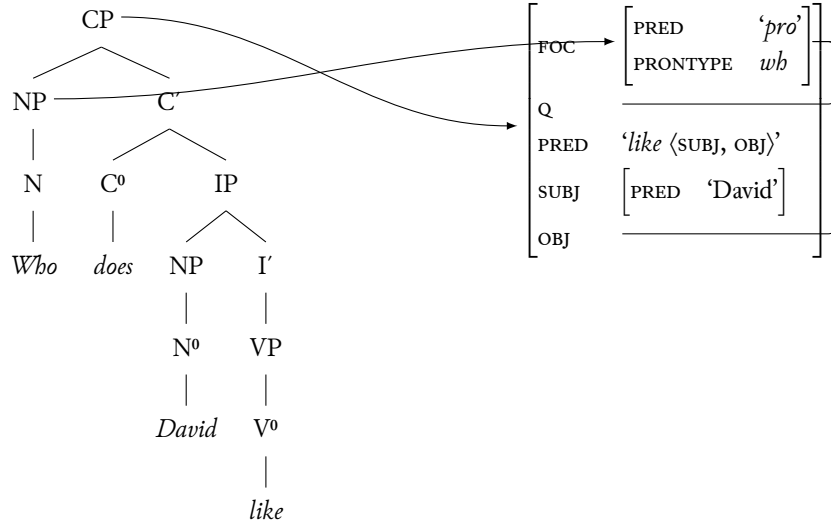 CP
NP C′
N C⁰ IP
Who does NP I′
N⁰ VP
David V⁰
like
FOC PRED ‘pro’
PRONTYPE wh
Q
PRED ‘like ⟨SUBJ, OBJ⟩’
SUBJ PRED ‘David’
OBJ